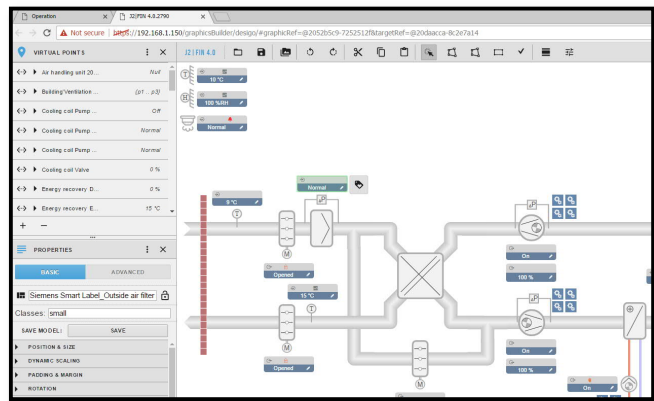 Operation
J2|FIN 4.0.2790
Not secure
https://192.168.1.150/graphicsBuilder/desigo/#graphicRef=@2052b5c9-7252512f&targetRef=@20daacca-8c2e7a14
VIRTUAL POINTS
J2|FIN 4.0
Air handling unit 20... Null
Building'Ventilation ... {p1 .. p3}
Cooling coil Pump ... Off
Cooling coil Pump ... Normal
Cooling coil Pump ... Normal
Cooling coil Valve 0 %
Energy recovery D... 0 %
Energy recovery E... 15 °C
PROPERTIES
BASIC ADVANCED
Siemens Smart Label_Outside air filter
Classes: small
SAVE MODEL: SAVE
POSITION & SIZE
DYNAMIC SCALING
PADDING & MARGIN
ROTATION
T
10 °C
H
100 %RH
Normal
Normal
9 °C
T
M
Opened
15 °C
T
M
Opened
M
On
100 %
On
100 %
On